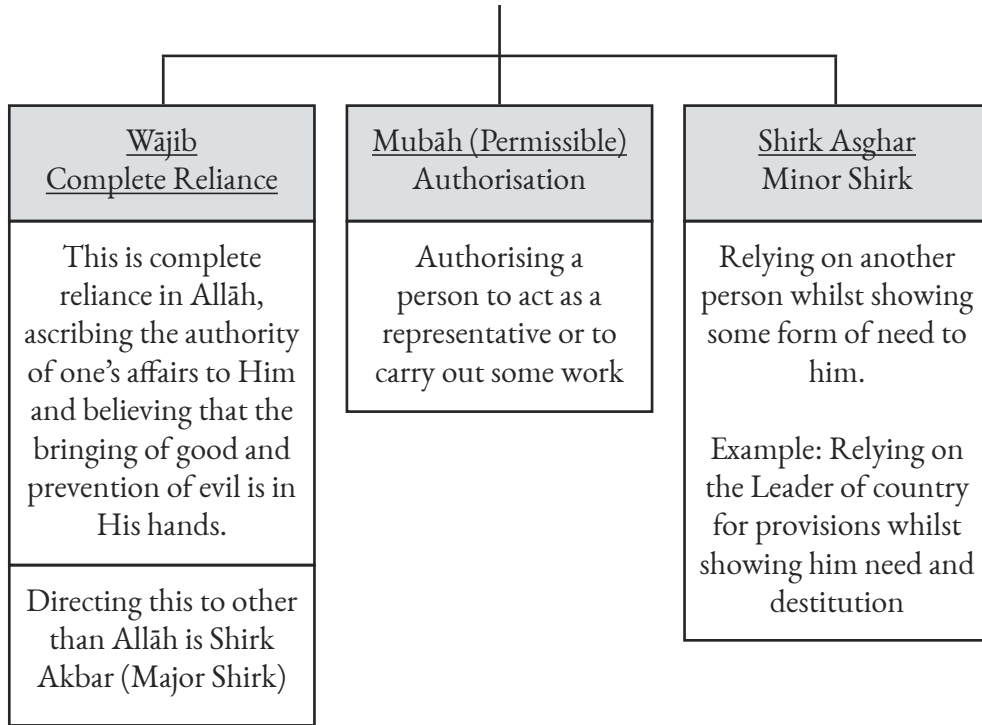 Wājib
Complete Reliance
This is complete
reliance in Allāh,
ascribing the authority
of one’s affairs to Him
and believing that the
bringing of good and
prevention of evil is in
His hands.
Directing this to other
than Allāh is Shirk
Akbar (Major Shirk)
Mubāh (Permissible)
Authorisation
Authorising a
person to act as a
representative or to
carry out some work
Shirk Asghar
Minor Shirk
Relying on another
person whilst showing
some form of need to
him.
Example: Relying on
the Leader of country
for provisions whilst
showing him need and
destitution